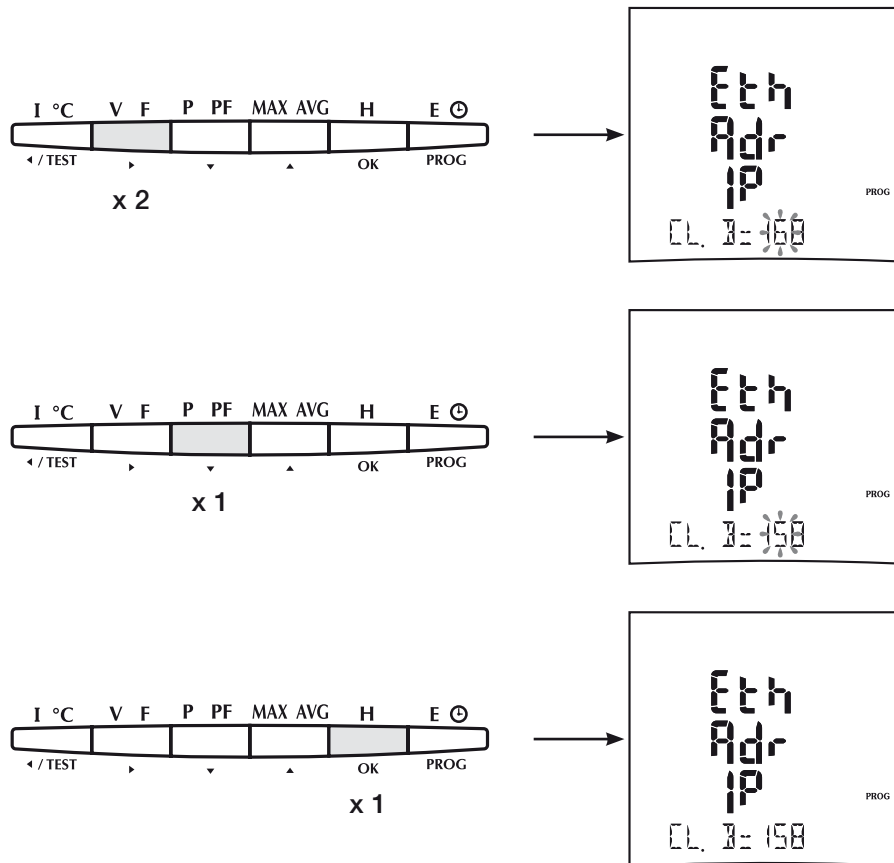 I °C V F P PF MAX AVG H E
/ TEST OK PROG
x 2
Eth
Adr
IP
PROG
CL. 3=168
I °C V F P PF MAX AVG H E
/ TEST OK PROG
x 1
Eth
Adr
IP
PROG
CL. 3=158
I °C V F P PF MAX AVG H E
/ TEST OK PROG
x 1
Eth
Adr
IP
PROG
CL. 3=158